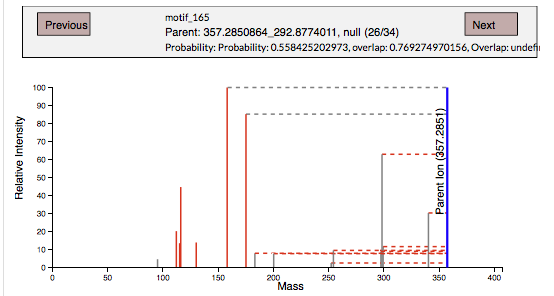 Previous
motif_165
Next
Parent: 357.2850864_292.8774011, null (26/34)
Probability: Probability: 0.558425202973, overlap: 0.769274970156, Overlap: undefi
100
90
80
70
60
50
40
30
20
10
0
Relative Intensity
Parent Ion (357.2851)
0 50 100 150 200 250 300 350 400
Mass